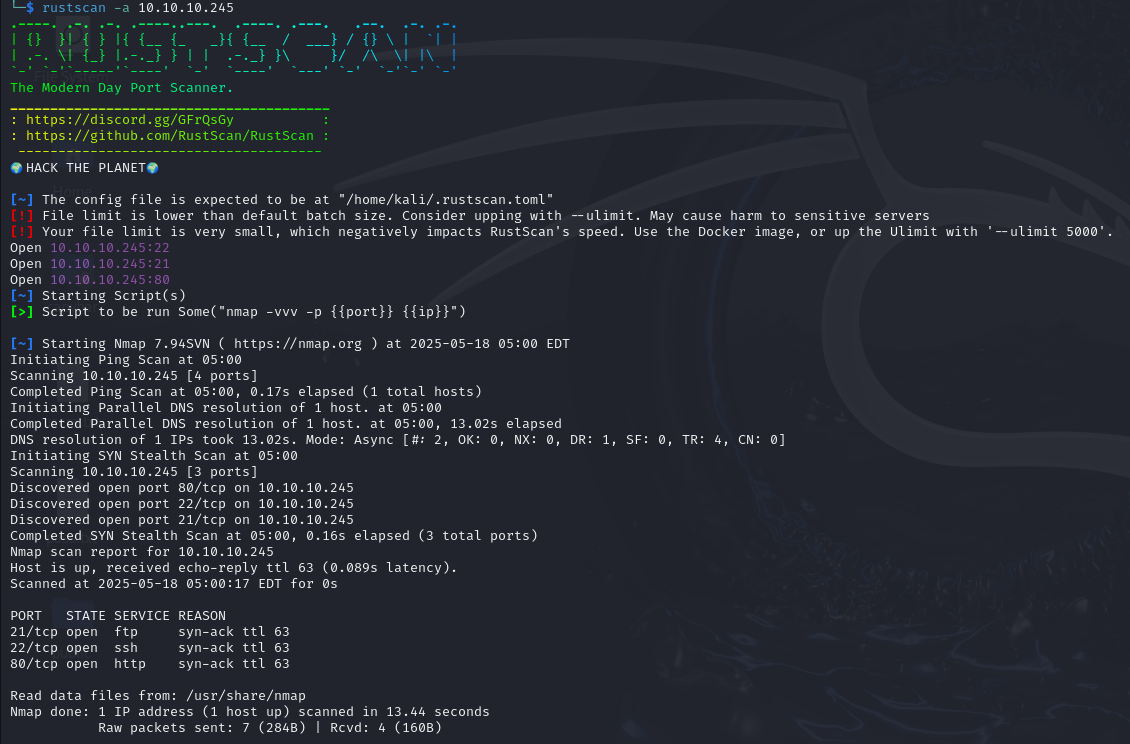 └─$ rustscan -a 10.10.10.245
.----. .-. .-. .----..---.  .----. .---.   .--.  .-. .-.
| {}  }| { } |{ {__ {_   _}{ {__  /  ___} / {} \ |  `| |
| .-. \| {_} |.-._} } | |  .-._} }\     }/  /\  \| |\  |
`-' `-'`-----'`----'  `-'  `----'  `---' `-'  `-'`-' `-'
The Modern Day Port Scanner.
________________________________________
: https://discord.gg/GFrQsGy           :
: https://github.com/RustScan/RustScan :
 --------------------------------------
🌍HACK THE PLANET🌍
[~] The config file is expected to be at "/home/kali/.rustscan.toml"
[!] File limit is lower than default batch size. Consider upping with --ulimit. May cause harm to sensitive servers
[!] Your file limit is very small, which negatively impacts RustScan's speed. Use the Docker image, or up the Ulimit with '--ulimit 5000'.
Open 10.10.10.245:22
Open 10.10.10.245:21
Open 10.10.10.245:80
[~] Starting Script(s)
[>] Script to be run Some("nmap -vvv -p {{port}} {{ip}}")
[~] Starting Nmap 7.94SVN ( https://nmap.org ) at 2025-05-18 05:00 EDT
Initiating Ping Scan at 05:00
Scanning 10.10.10.245 [4 ports]
Completed Ping Scan at 05:00, 0.17s elapsed (1 total hosts)
Initiating Parallel DNS resolution of 1 host. at 05:00
Completed Parallel DNS resolution of 1 host. at 05:00, 13.02s elapsed
DNS resolution of 1 IPs took 13.02s. Mode: Async [#: 2, OK: 0, NX: 0, DR: 1, SF: 0, TR: 4, CN: 0]
Initiating SYN Stealth Scan at 05:00
Scanning 10.10.10.245 [3 ports]
Discovered open port 80/tcp on 10.10.10.245
Discovered open port 22/tcp on 10.10.10.245
Discovered open port 21/tcp on 10.10.10.245
Completed SYN Stealth Scan at 05:00, 0.16s elapsed (3 total ports)
Nmap scan report for 10.10.10.245
Host is up, received echo-reply ttl 63 (0.089s latency).
Scanned at 2025-05-18 05:00:17 EDT for 0s
PORT   STATE SERVICE REASON
21/tcp open  ftp     syn-ack ttl 63
22/tcp open  ssh     syn-ack ttl 63
80/tcp open  http    syn-ack ttl 63
Read data files from: /usr/share/nmap
Nmap done: 1 IP address (1 host up) scanned in 13.44 seconds
           Raw packets sent: 7 (284B) | Rcvd: 4 (160B)